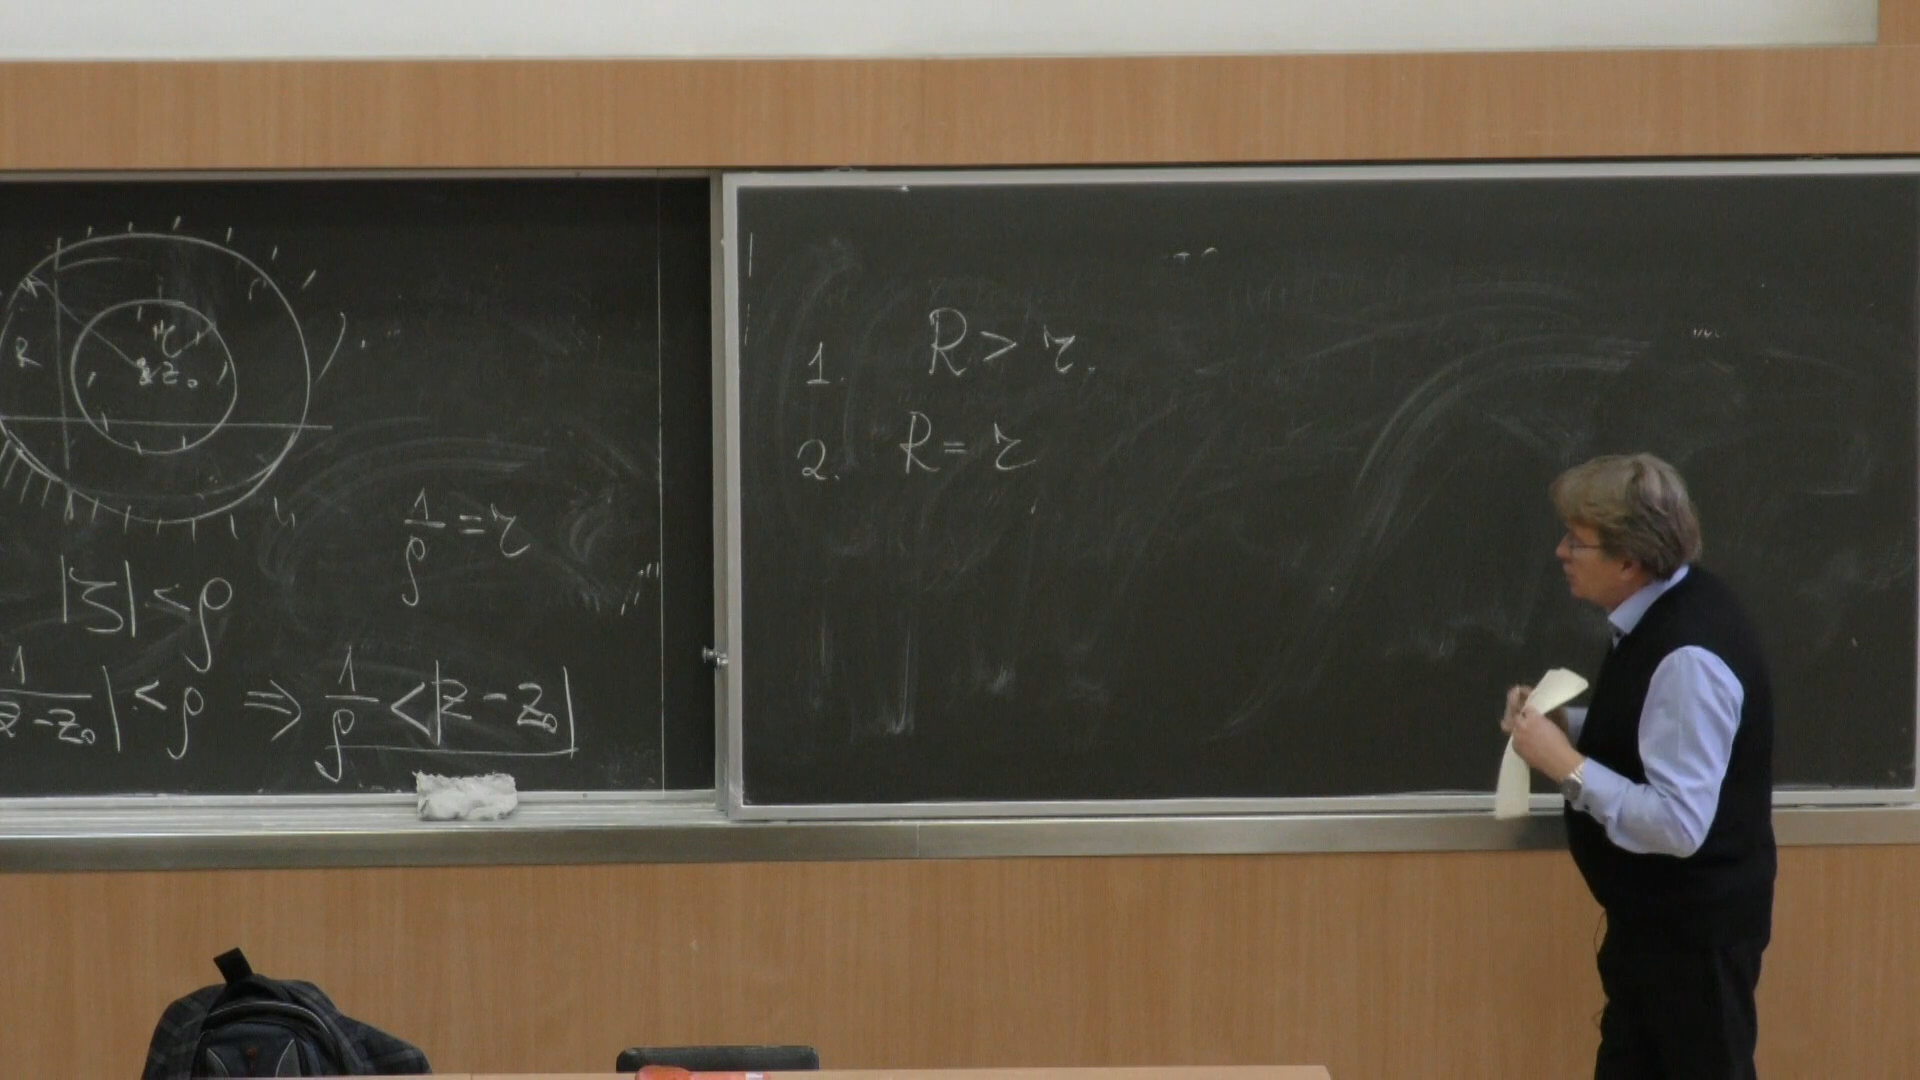 R
r
z₀
1/ρ = r
|ζ| < ρ
1/(z - z₀)| < ρ ⇒ 1/ρ < |z - z₀|
1. R > r.
2. R = r